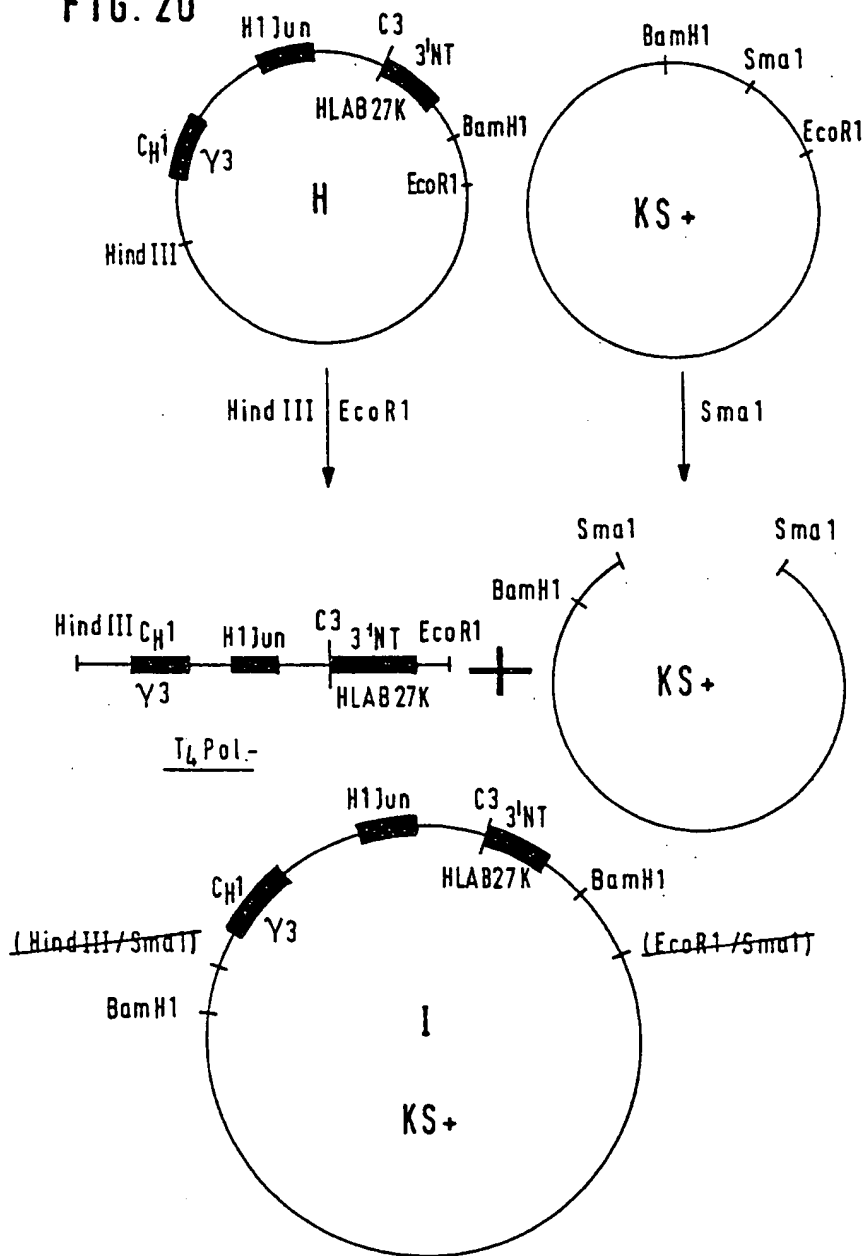 FIG. 20
H1Jun
C3
3'NT
HLAB27K
BamH1
EcoR1
CH1
γ3
HindIII
H
BamH1
Sma1
EcoR1
KS+
HindIII EcoR1
Sma1
HindIII CH1 H1Jun C3 3'NT EcoR1
γ3 HLAB27K
+
T4 Pol.-
Sma1 Sma1
BamH1
KS+
H1Jun
C3
3'NT
HLAB27K
BamH1
CH1
γ3
(HindIII/Sma1)
(EcoR1/Sma1)
BamH1
I
KS+